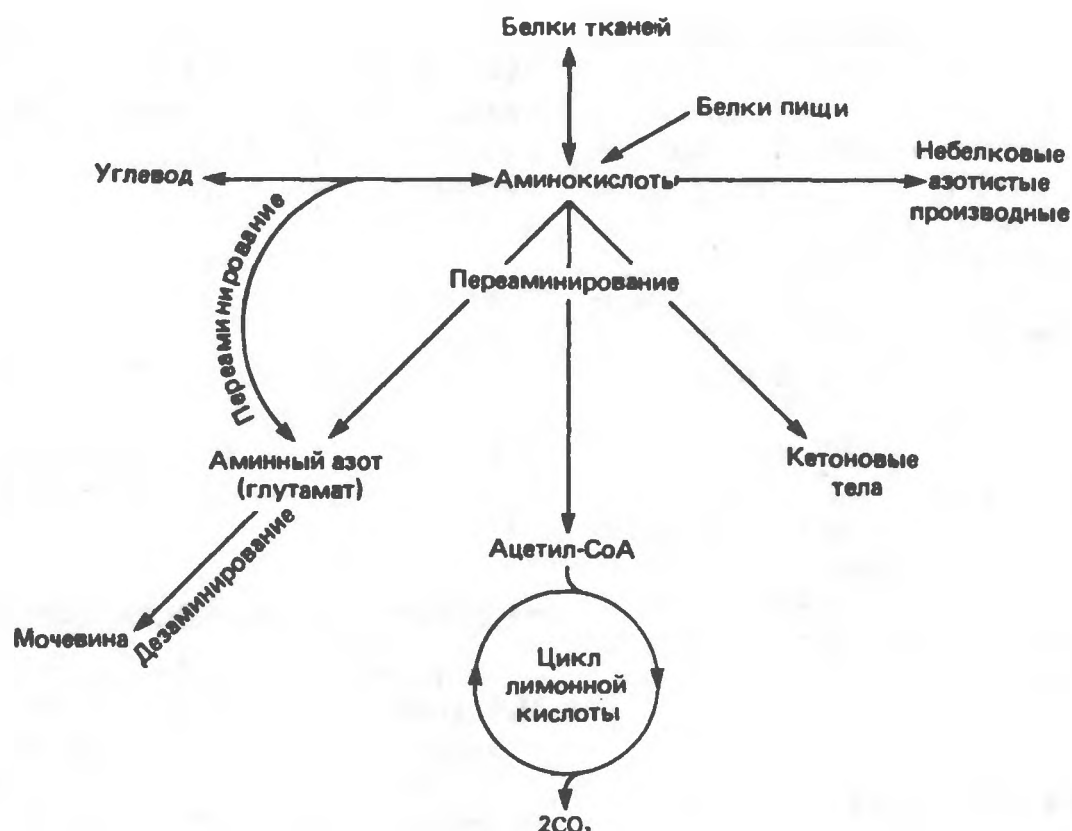 Белки тканей
Белки пищи
Углевод
Аминокислоты
Небелковые
азотистые
производные
Переаминирование
Переаминирование
Аминный азот
(глутамат)
Кетоновые
тела
Ацетил-СоА
Дезаминирование
Мочевина
Цикл
лимонной
кислоты
2CO₂